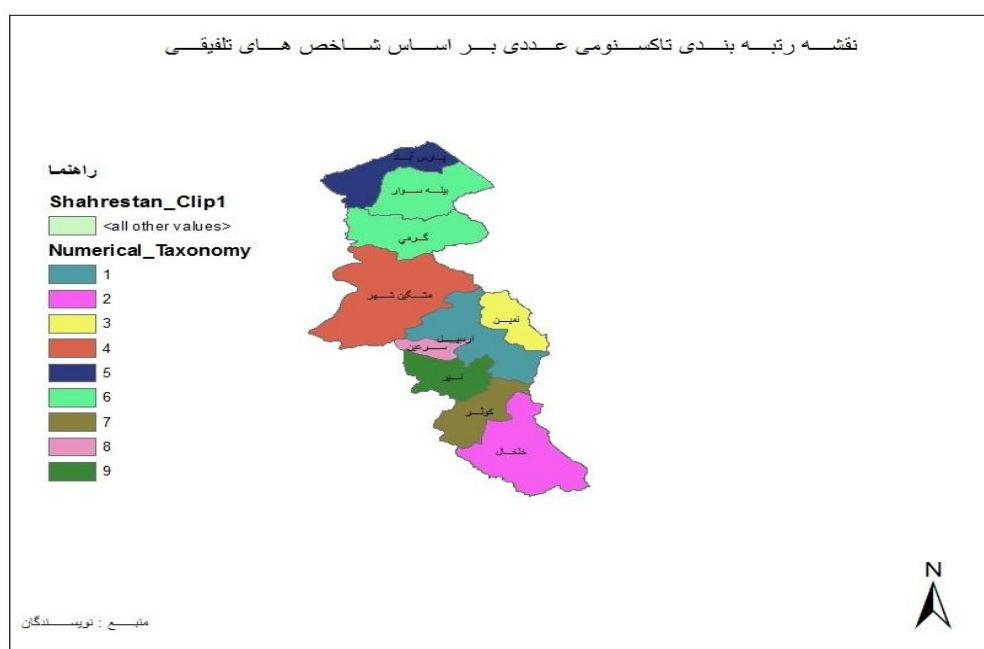 نقشه رتبه بندی تاکسنومی عددی بر اساس شاخص های تلفیقی
راهنما
Shahrestan_Clip1
<all other values>
Numerical_Taxonomy
1
2
3
4
5
6
7
8
9
پارس آباد
بیله سوار
گرمي
مشگین شهر
نمین
اردبیل
سرعین
نیر
کوثر
خلخال
N
منبع : نویسندگان